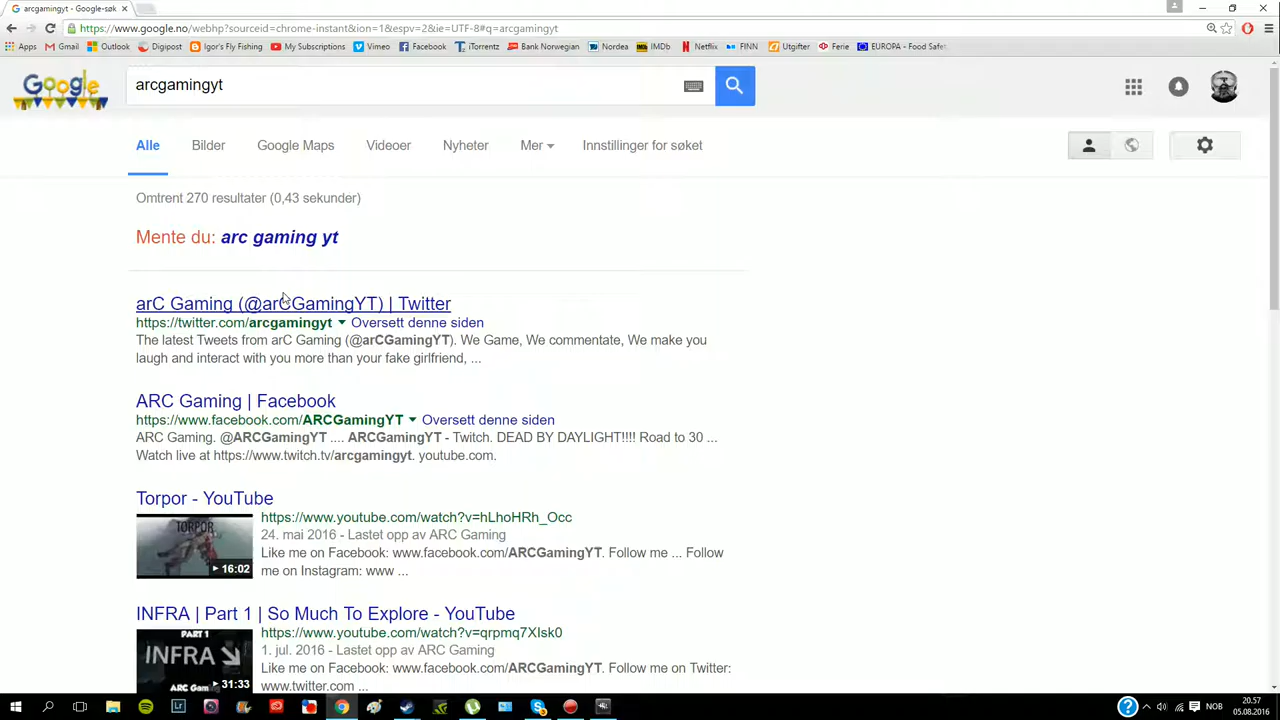 arcgamingyt - Google-søk
https://www.google.no/webhp?sourceid=chrome-instant&ion=1&espv=2&ie=UTF-8#q=arcgamingyt
Apps Gmail Outlook Digipost Igor's Fly Fishing My Subscriptions Vimeo Facebook iTorrentz Bank Norwegian Nordea IMDb Netflix FINN Utgifter Ferie EUROPA - Food Safet
Google
arcgamingyt
Alle Bilder Google Maps Videoer Nyheter Mer Innstillinger for søket
Omtrent 270 resultater (0,43 sekunder)
Mente du: arc gaming yt
arC Gaming (@arCGamingYT) | Twitter
https://twitter.com/arcgamingyt Oversett denne siden
The latest Tweets from arC Gaming (@arCGamingYT). We Game, We commentate, We make you
laugh and interact with you more than your fake girlfriend, ...
ARC Gaming | Facebook
https://www.facebook.com/ARCGamingYT Oversett denne siden
ARC Gaming. @ARCGamingYT .... ARCGamingYT - Twitch. DEAD BY DAYLIGHT!!!! Road to 30 ...
Watch live at https://www.twitch.tv/arcgamingyt. youtube.com.
Torpor - YouTube
TORPOR
16:02
https://www.youtube.com/watch?v=hLhoHRh_Occ
24. mai 2016 - Lastet opp av ARC Gaming
Like me on Facebook: www.facebook.com/ARCGamingYT. Follow me ... Follow
me on Instagram: www ...
INFRA | Part 1 | So Much To Explore - YouTube
PART 1
INFRA
ARC Gam
31:33
https://www.youtube.com/watch?v=qrpmq7XIsk0
1. jul. 2016 - Lastet opp av ARC Gaming
Like me on Facebook: www.facebook.com/ARCGamingYT. Follow me on Twitter:
www.twitter.com ...
NOB
20.57
05.08.2016